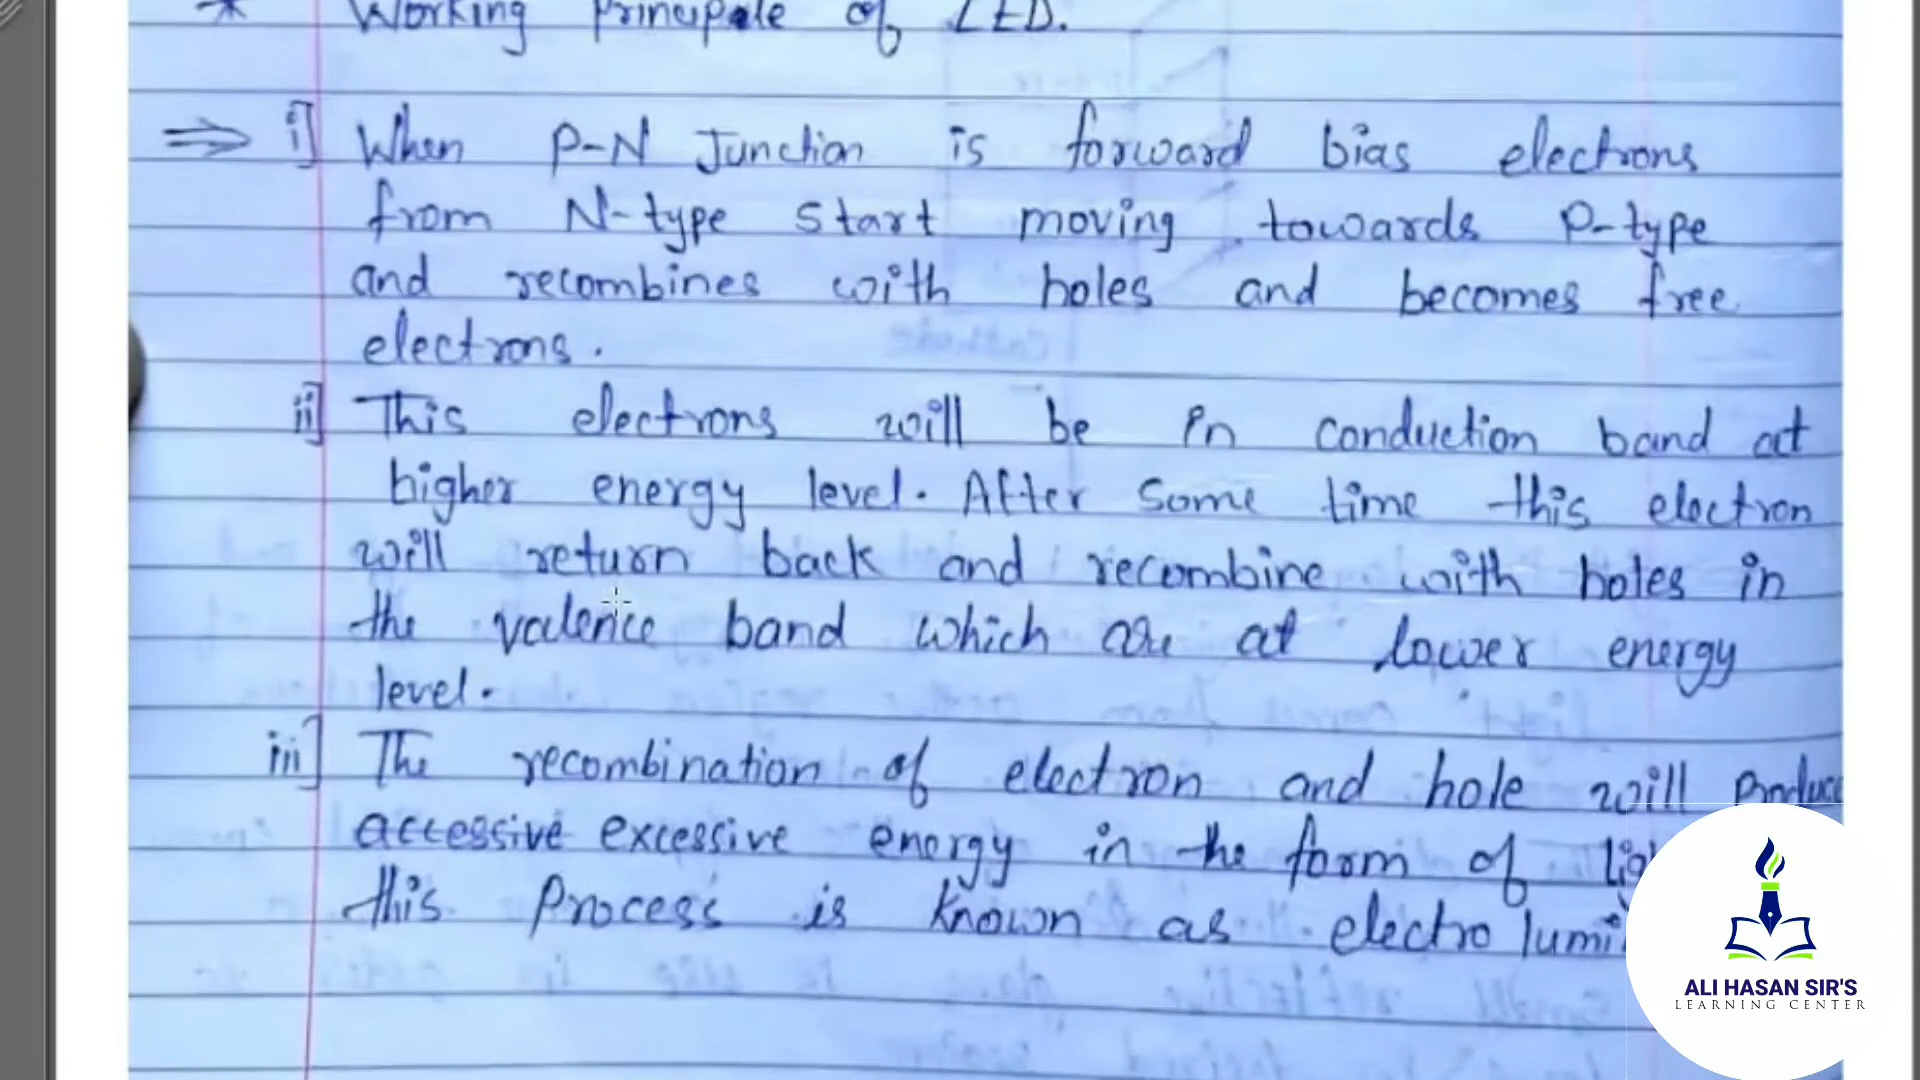 * Working Principle of LED.
⇒ i] When P-N Junction is forward bias electrons
from N-type start moving towards P-type
and recombines with holes and becomes free
electrons.
ii] This electrons will be in conduction band at
higher energy level. After some time this electron
will return back and recombine with holes in
the valence band which are at lower energy
level.
iii] The recombination of electron and hole will produce
accessive excessive energy in the form of
this Process is known as electro
ALI HASAN SIR'S
LEARNING CENTER